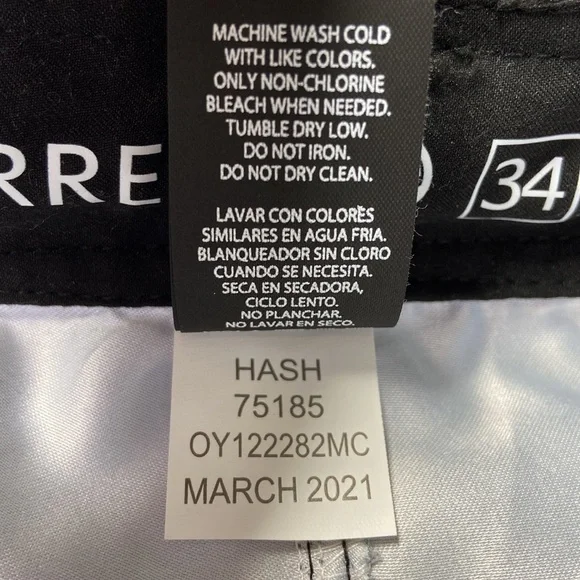 MACHINE WASH COLD
WITH LIKE COLORS.
ONLY NON-CHLORINE
BLEACH WHEN NEEDED.
TUMBLE DRY LOW.
DO NOT IRON.
DO NOT DRY CLEAN.
RRE
34
LAVAR CON COLORES
SIMILARES EN AGUA FRIA.
BLANQUEADOR SIN CLORO
CUANDO SE NECESITA.
SECA EN SECADORA,
CICLO LENTO.
NO PLANCHAR.
NO LAVAR EN SECO.
HASH
75185
OY122282MC
MARCH 2021